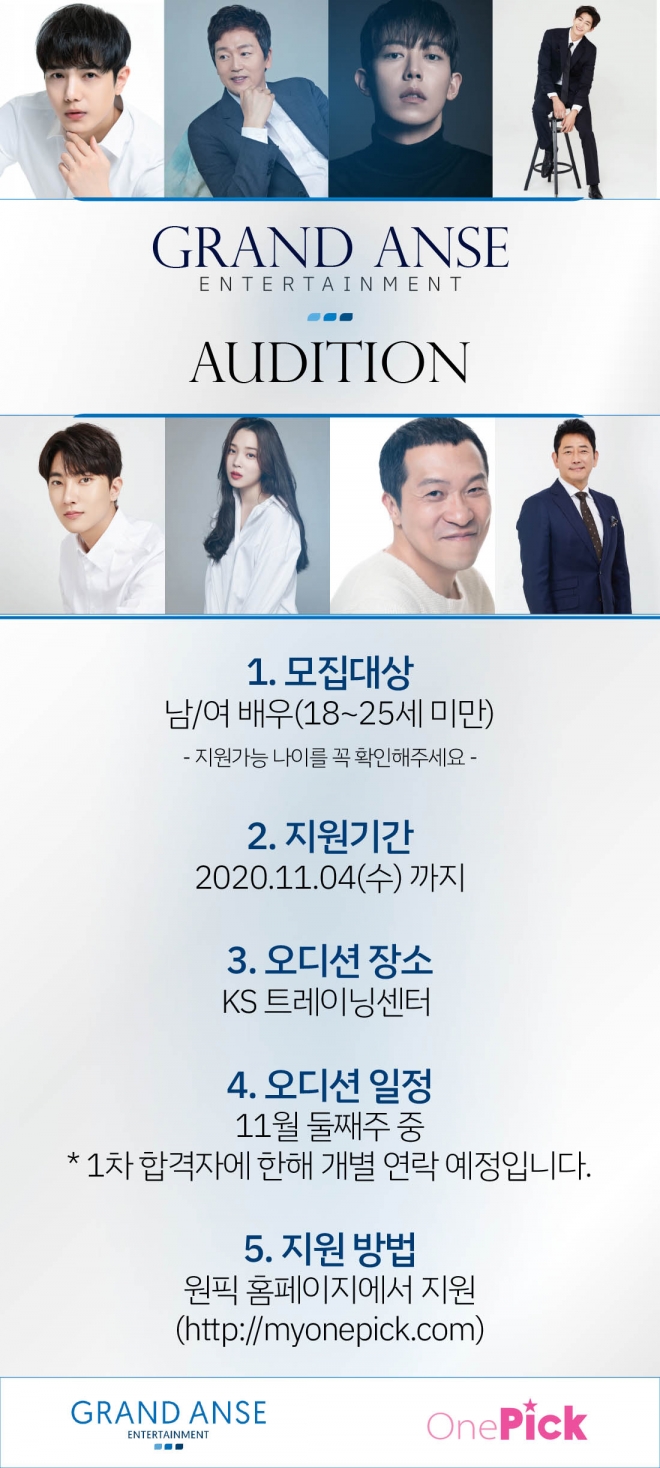 GRAND ANSE
ENTERTAINMENT
AUDITION
1. 모집대상
남/여 배우(18~25세 미만)
- 지원가능 나이를 꼭 확인해주세요 -
2. 지원기간
2020.11.04(수) 까지
3. 오디션 장소
KS 트레이닝센터
4. 오디션 일정
11월 둘째주 중
* 1차 합격자에 한해 개별 연락 예정입니다.
5. 지원 방법
원픽 홈페이지에서 지원
(http://myonepick.com)
GRAND ANSE
ENTERTAINMENT
OnePick